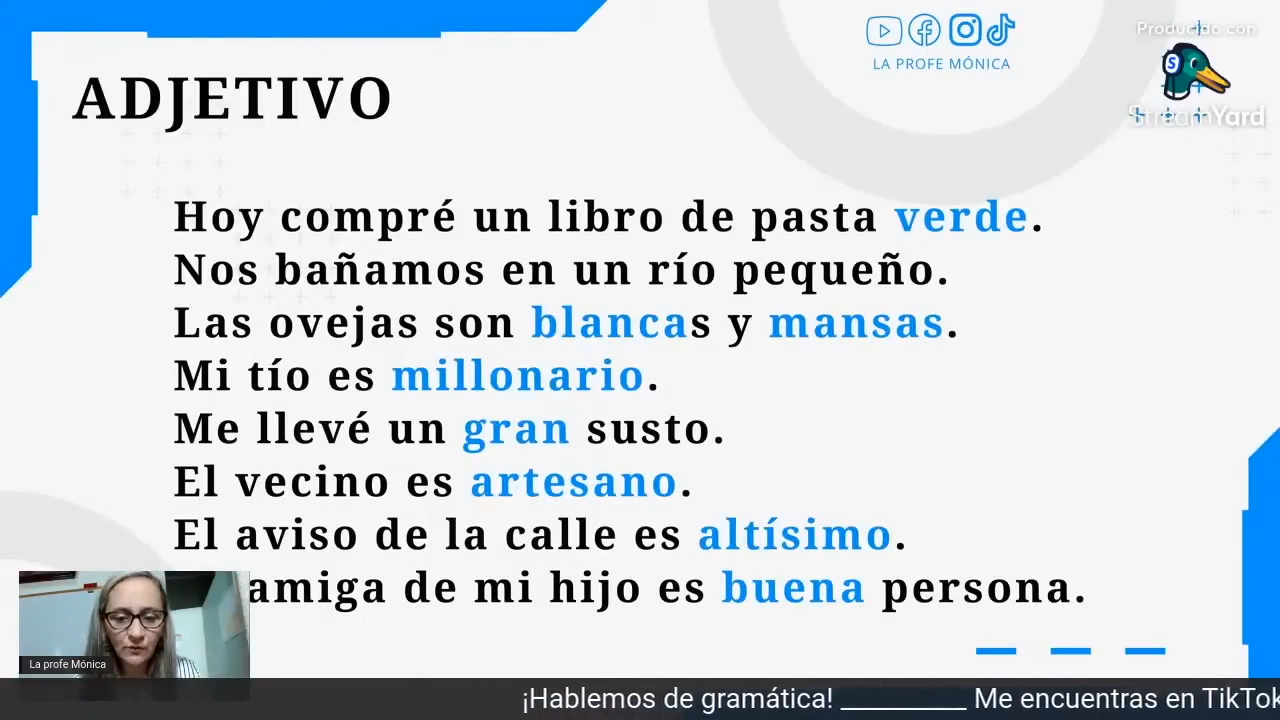 LA PROFE MÓNICA
Producido con
StreamYard
ADJETIVO
Hoy compré un libro de pasta verde.
Nos bañamos en un río pequeño.
Las ovejas son blancas y mansas.
Mi tío es millonario.
Me llevé un gran susto.
El vecino es artesano.
El aviso de la calle es altísimo.
amiga de mi hijo es buena persona.
La profe Mónica
¡Hablemos de gramática! _________ Me encuentras en TikTok